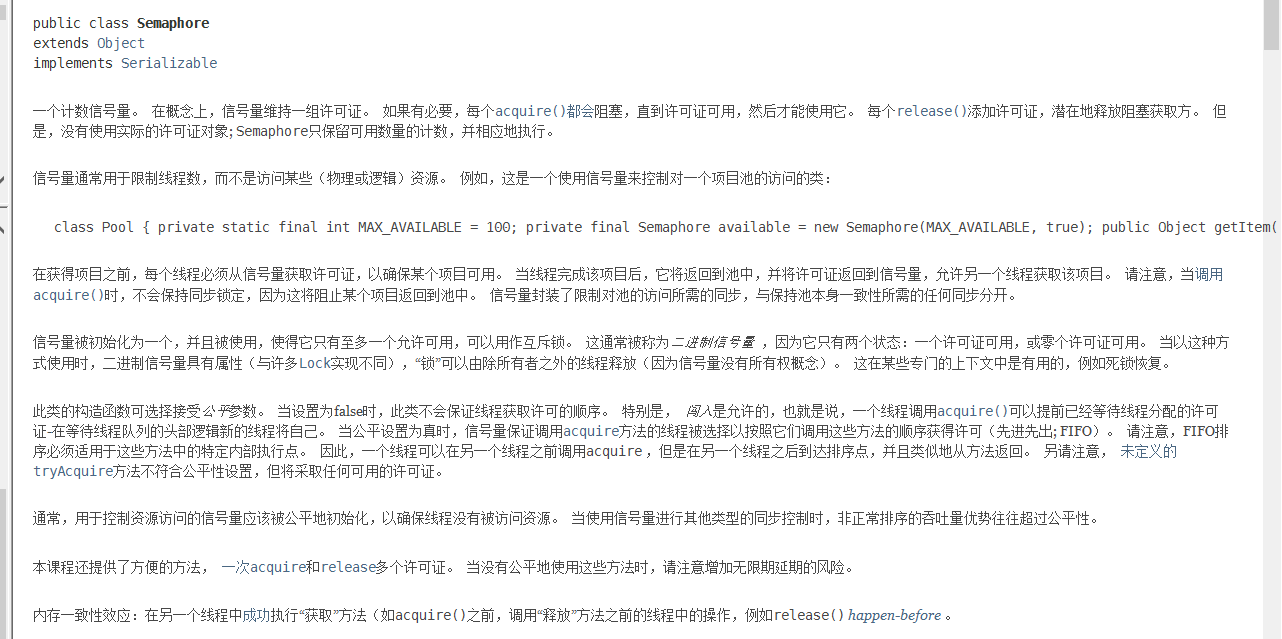 public class Semaphore
extends Object
implements Serializable
一个计数信号量。 在概念上，信号量维持一组许可证。 如果有必要，每个acquire()都会阻塞，直到许可证可用，然后才能使用它。 每个release()添加许可证，潜在地释放阻塞获取方。 但
是，没有使用实际的许可证对象; Semaphore只保留可用数量的计数，并相应地执行。
信号量通常用于限制线程数，而不是访问某些（物理或逻辑）资源。 例如，这是一个使用信号量来控制对一个项目池的访问的类：
class Pool { private static final int MAX_AVAILABLE = 100; private final Semaphore available = new Semaphore(MAX_AVAILABLE, true); public Object getItem(
在获得项目之前，每个线程必须从信号量获取许可证，以确保某个项目可用。 当线程完成该项目后，它将返回到池中，并将许可证返回到信号量，允许另一个线程获取该项目。 请注意，当调用
acquire()时，不会保持同步锁定，因为这将阻止某个项目返回到池中。 信号量封装了限制对池的访问所需的同步，与保持池本身一致性所需的任何同步分开。
信号量被初始化为一个，并且被使用，使得它只有至多一个允许可用，可以用作互斥锁。 这通常被称为二进制信号量 ，因为它只有两个状态：一个许可证可用，或零个许可证可用。 当以这种方
式使用时，二进制信号量具有属性（与许多Lock实现不同），“锁”可以由除所有者之外的线程释放（因为信号量没有所有权概念）。 这在某些专门的上下文中是有用的，例如死锁恢复。
此类的构造函数可选择接受公平参数。 当设置为false时，此类不会保证线程获取许可的顺序。 特别是， 闯入是允许的，也就是说，一个线程调用acquire()可以提前已经等待线程分配的许可
证-在等待线程队列的头部逻辑新的线程将自己。 当公平设置为真时，信号量保证调用acquire方法的线程被选择以按照它们调用这些方法的顺序获得许可（先进先出; FIFO）。 请注意，FIFO排
序必须适用于这些方法中的特定内部执行点。 因此，一个线程可以在另一个线程之前调用acquire ，但是在另一个线程之后到达排序点，并且类似地从方法返回。 另请注意， 未定义的
tryAcquire方法不符合公平性设置，但将采取任何可用的许可证。
通常，用于控制资源访问的信号量应该被公平地初始化，以确保线程没有被访问资源。 当使用信号量进行其他类型的同步控制时，非正常排序的吞吐量优势往往超过公平性。
本课程还提供了方便的方法， 一次acquire和release多个许可证。 当没有公平地使用这些方法时，请注意增加无限期延期的风险。
内存一致性效应：在另一个线程中成功执行“获取”方法（如acquire()之前，调用“释放”方法之前的线程中的操作，例如release() happen-before 。